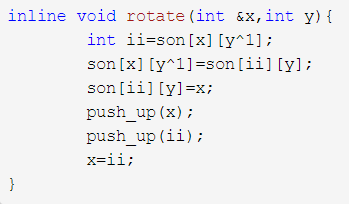 inline void rotate(int &x,int y){
        int ii=son[x][y^1];
        son[x][y^1]=son[ii][y];
        son[ii][y]=x;
        push_up(x);
        push_up(ii);
        x=ii;
}